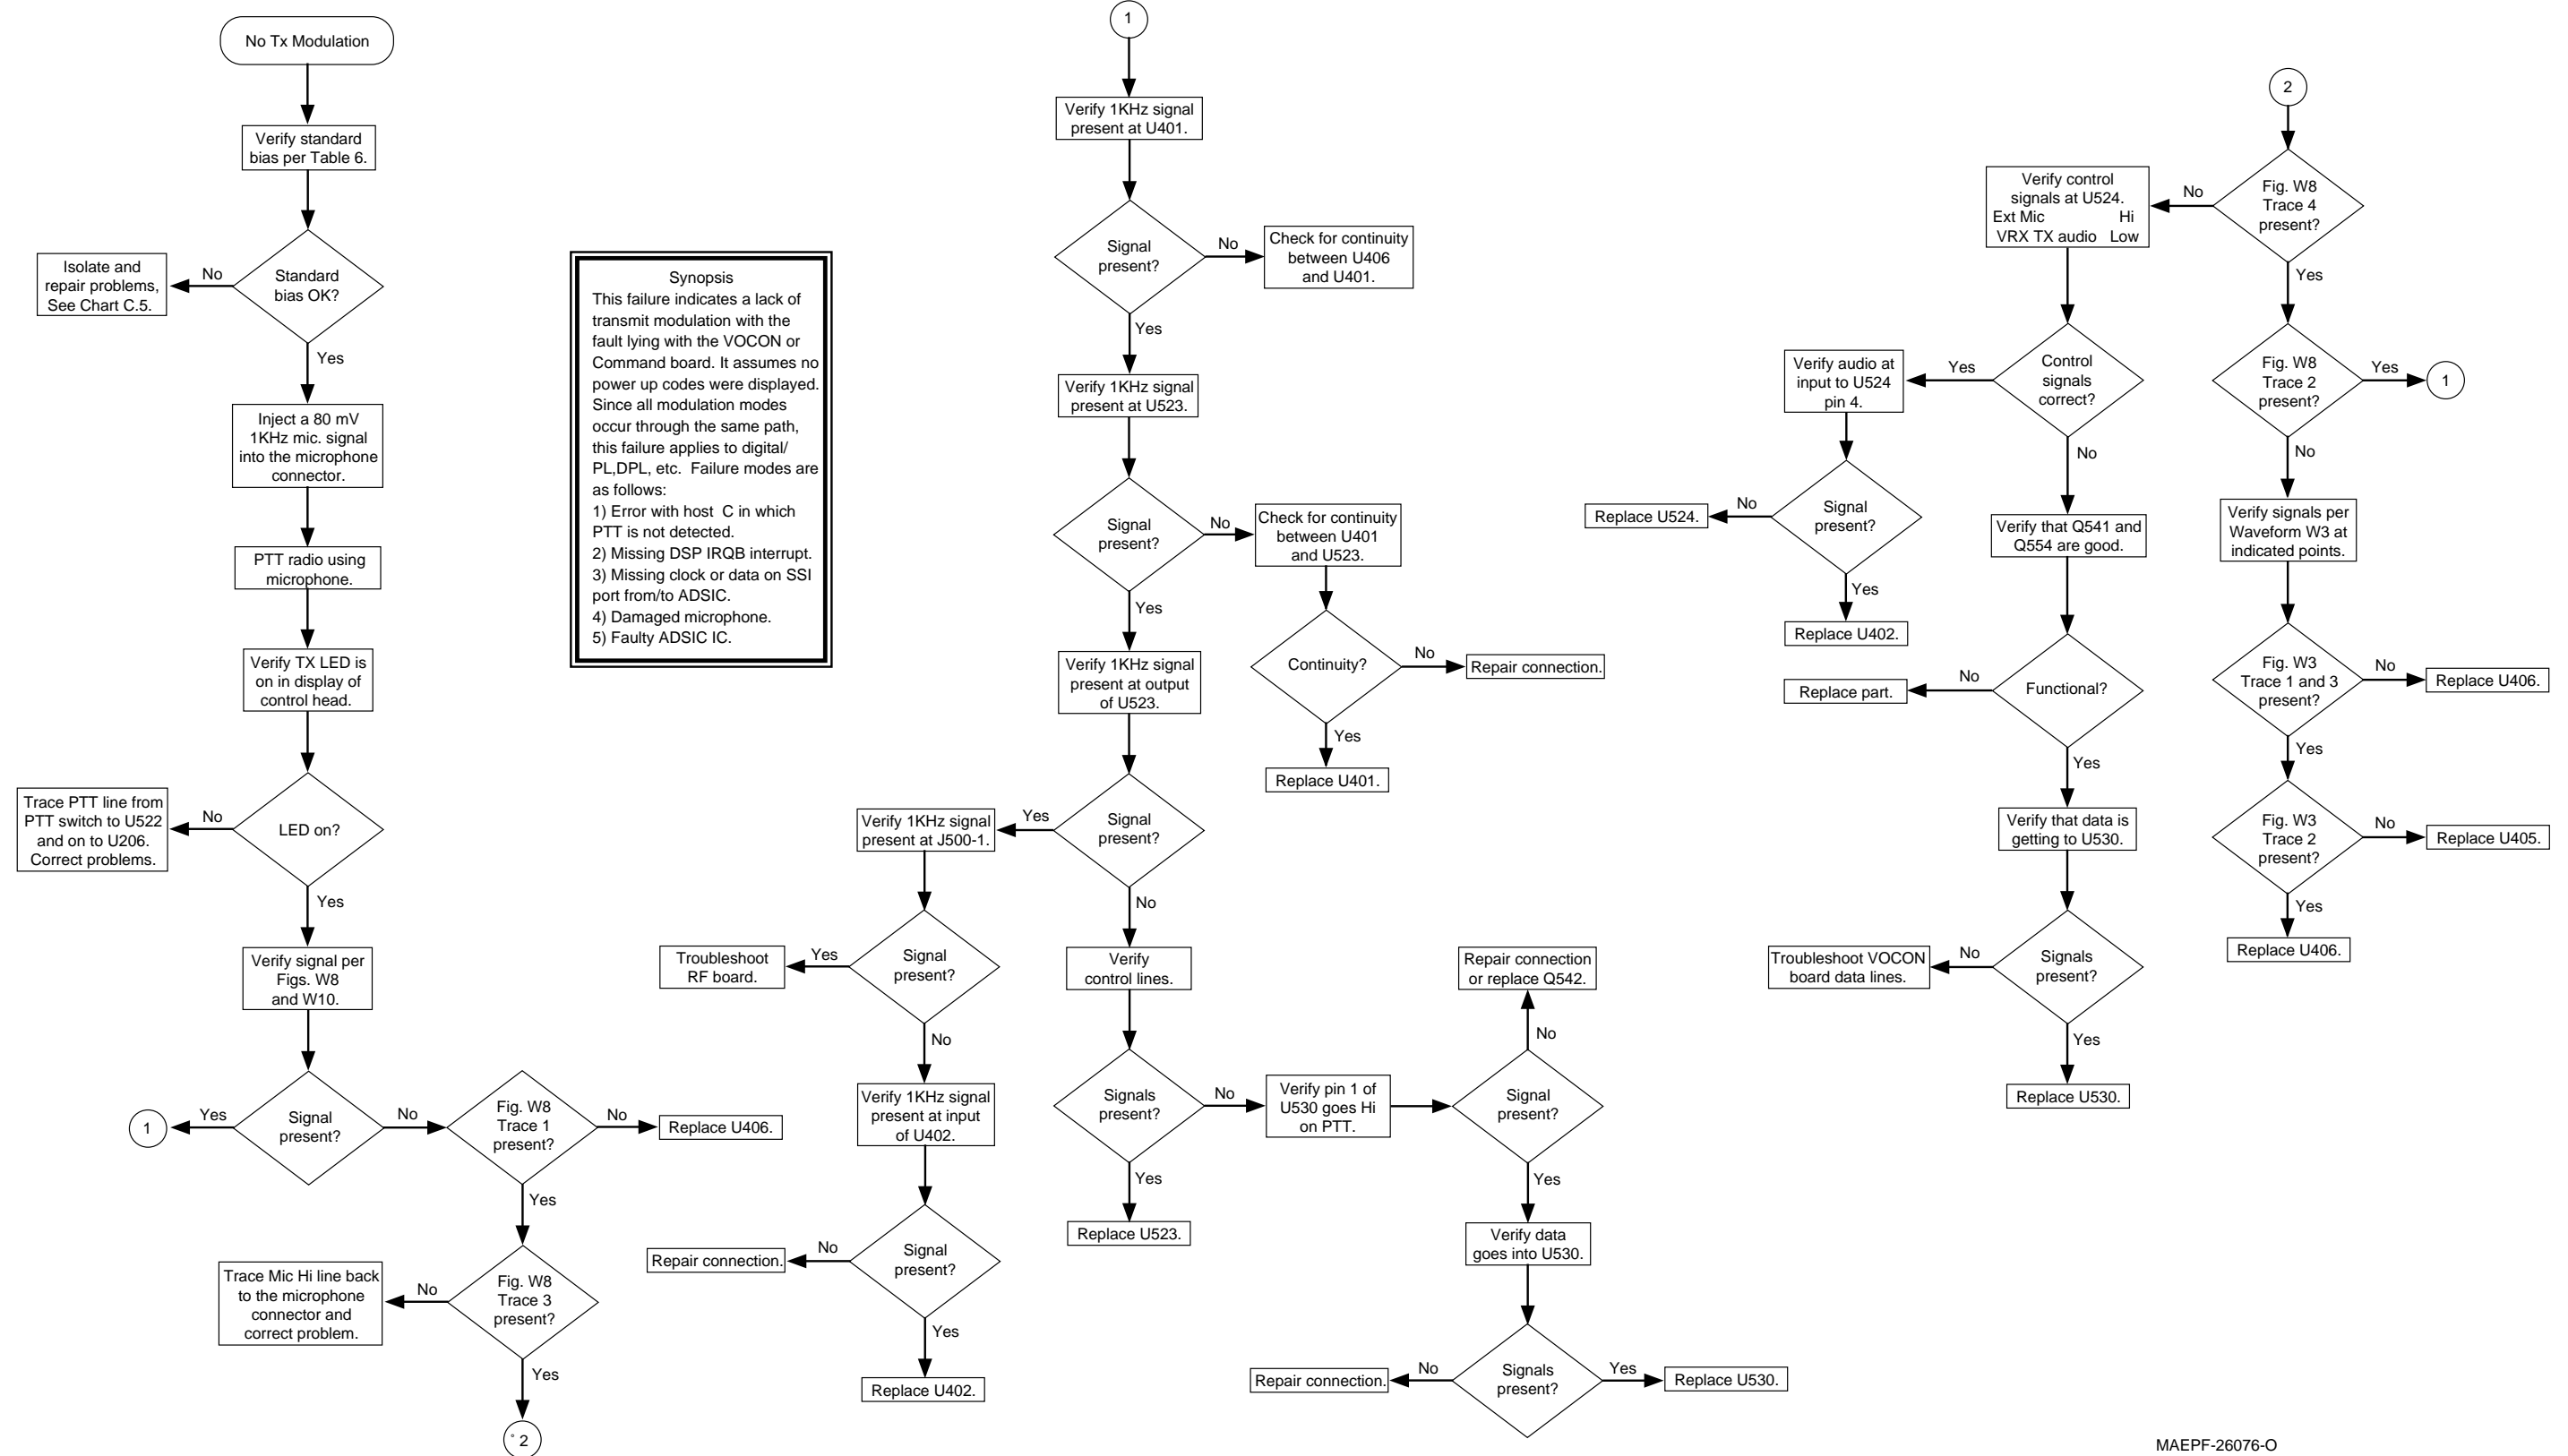 No Tx Modulation
Verify standard
bias per Table 6.
Standard
bias OK?
No
Isolate and
repair problems,
See Chart C.5.
Yes
Inject a 80 mV
1KHz mic. signal
into the microphone
connector.
PTT radio using
microphone.
Verify TX LED is
on in display of
control head.
LED on?
No
Trace PTT line from
PTT switch to U522
and on to U206.
Correct problems.
Yes
Verify signal per
Figs. W8
and W10.
Signal
present?
Yes
1
No
Fig. W8
Trace 1
present?
No
Replace U406.
Yes
Fig. W8
Trace 3
present?
No
Trace Mic Hi line back
to the microphone
connector and
correct problem.
Yes
° 2
Synopsis
This failure indicates a lack of
transmit modulation with the
fault lying with the VOCON or
Command board. It assumes no
power up codes were displayed.
Since all modulation modes
occur through the same path,
this failure applies to digital/
PL,DPL, etc.  Failure modes are
as follows:
1) Error with host  C in which
PTT is not detected.
2) Missing DSP IRQB interrupt.
3) Missing clock or data on SSI
port from/to ADSIC.
4) Damaged microphone.
5) Faulty ADSIC IC.
1
Verify 1KHz signal
present at U401.
Signal
present?
No
Check for continuity
between U406
and U401.
Yes
Verify 1KHz signal
present at U523.
Signal
present?
No
Check for continuity
between U401
and U523.
Continuity?
No
Repair connection.
Yes
Replace U401.
Yes
Verify 1KHz signal
present at output
of U523.
Signal
present?
Yes
Verify 1KHz signal
present at J500-1.
Signal
present?
Yes
Troubleshoot
RF board.
No
Verify 1KHz signal
present at input
of U402.
Signal
present?
No
Repair connection.
Yes
Replace U402.
No
Verify
control lines.
Signals
present?
Yes
Replace U523.
No
Verify pin 1 of
U530 goes Hi
on PTT.
Signal
present?
No
Repair connection
or replace Q542.
Yes
Verify data
goes into U530.
Signals
present?
No
Repair connection.
Yes
Replace U530.
2
Fig. W8
Trace 4
present?
No
Verify control
signals at U524.
Ext Mic Hi
VRX TX audio Low
Control
signals
correct?
Yes
Verify audio at
input to U524
pin 4.
Signal
present?
No
Replace U524.
Yes
Replace U402.
No
Verify that Q541 and
Q554 are good.
Functional?
No
Replace part.
Yes
Verify that data is
getting to U530.
Signals
present?
No
Troubleshoot VOCON
board data lines.
Yes
Replace U530.
Yes
Fig. W8
Trace 2
present?
Yes
1
No
Verify signals per
Waveform W3 at
indicated points.
Fig. W3
Trace 1 and 3
present?
No
Replace U406.
Yes
Fig. W3
Trace 2
present?
No
Replace U405.
Yes
Replace U406.
MAEPF-26076-O